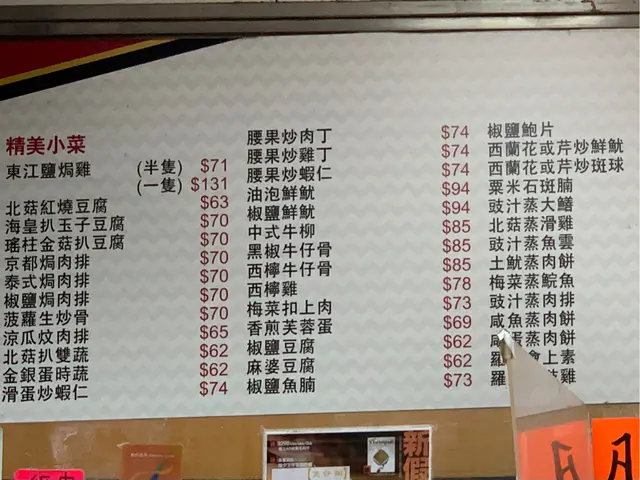 精美小菜
東江鹽焗雞 (半隻) $71
(一隻) $131
北菇紅燒豆腐 $63
海皇扒玉子豆腐 $70
瑤柱金菇扒豆腐 $70
京都焗肉排 $70
泰式焗肉排 $70
椒鹽焗肉排 $70
菠蘿生炒骨 $70
涼瓜炆肉排 $65
北菇扒雙蔬 $62
金銀蛋時蔬 $62
滑蛋炒蝦仁 $74
腰果炒肉丁 $74
腰果炒雞丁 $74
腰果炒蝦仁 $74
油泡鮮魷 $94
椒鹽鮮魷 $94
中式牛柳 $85
黑椒牛仔骨 $85
西檸牛仔骨 $85
西檸雞 $78
梅菜扣上肉 $73
香煎芙蓉蛋 $69
椒鹽豆腐 $62
麻婆豆腐 $62
椒鹽魚腩 $73
椒鹽鮑片
西蘭花或芹炒鮮魷
西蘭花或芹炒斑球
粟米石斑腩
豉汁蒸大鱔
北菇蒸滑雞
豉汁蒸魚雲
土魷蒸肉餅
梅菜蒸鯇魚
豉汁蒸肉排
咸魚蒸肉餅
咸蛋蒸肉餅
羅 上素
羅 雞
新